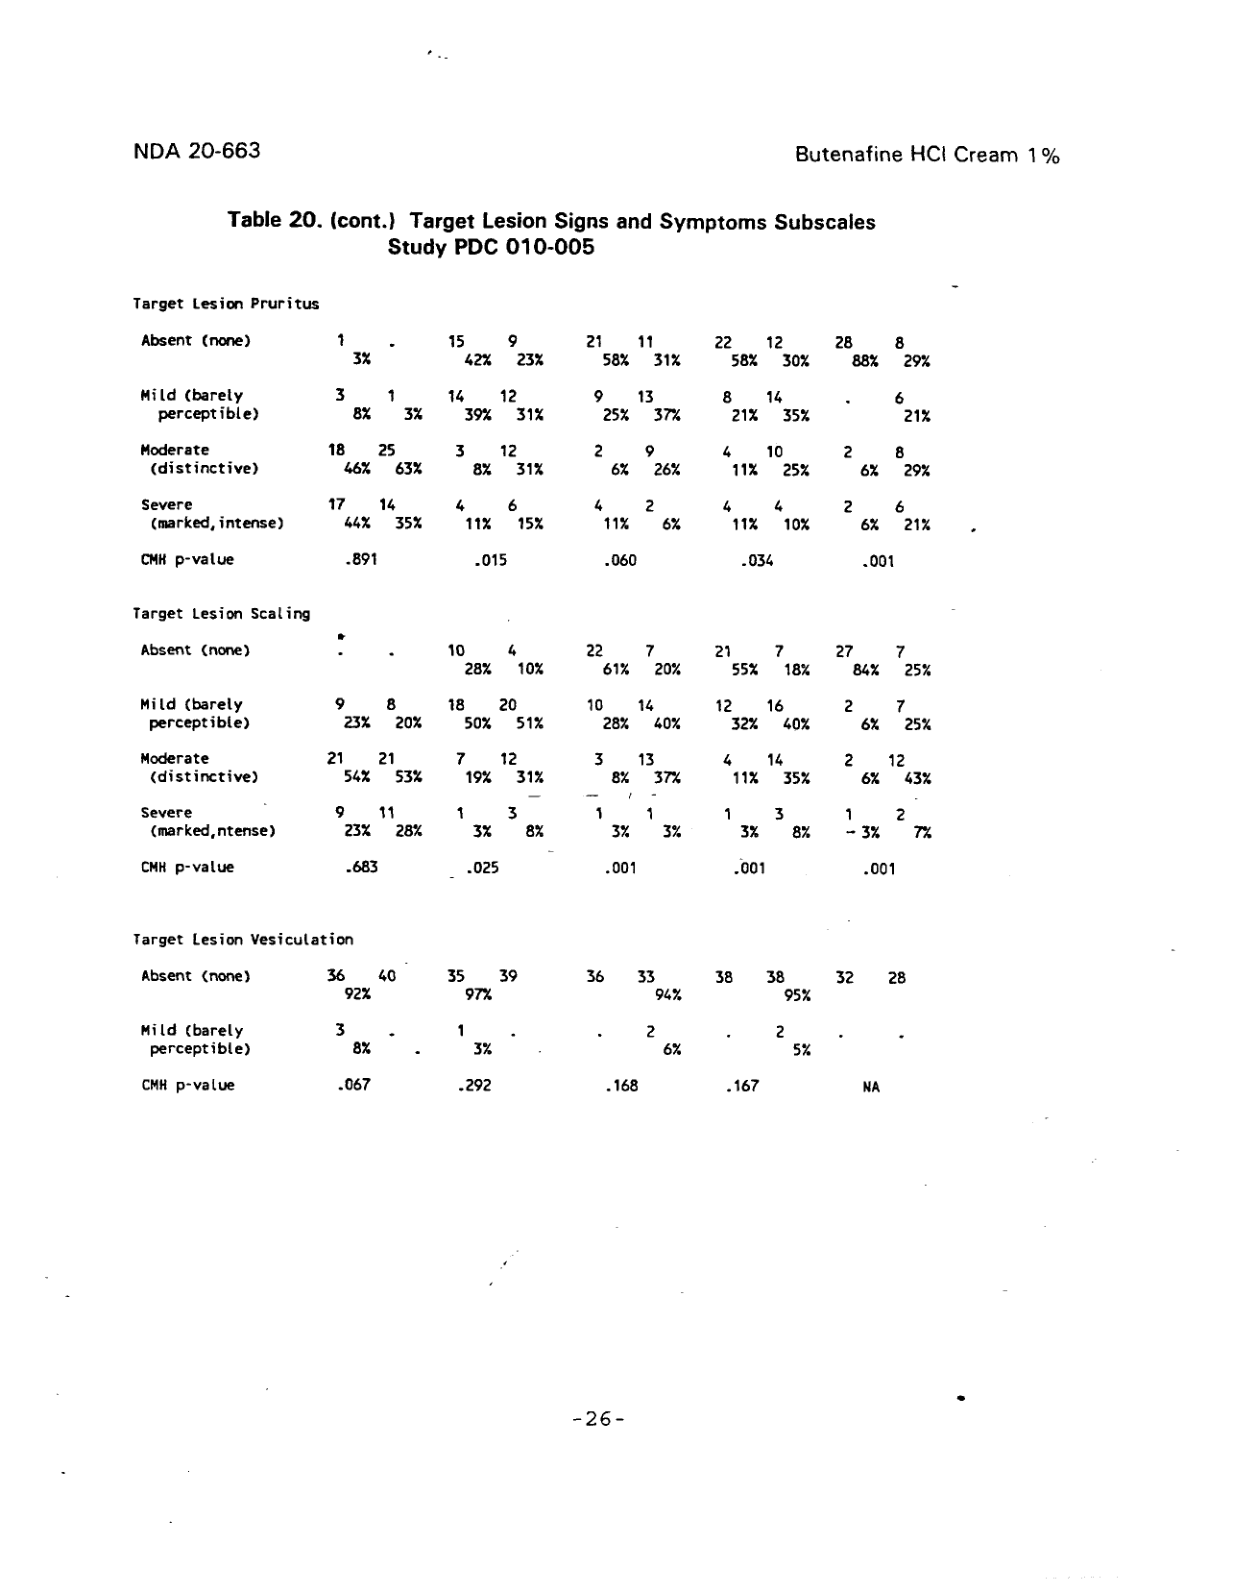 NDA 20-663 Butenafine HCl Cream 1%
Table 20. (cont.) Target Lesion Signs and Symptoms Subscales
Study PDC 010-005
Target Lesion Pruritus
Absent (none) 1 . 15 9 21 11 22 12 28 8
3% 42% 23% 58% 31% 58% 30% 88% 29%
Mild (barely 3 1 14 12 9 13 8 14 . 6
perceptible) 8% 3% 39% 31% 25% 37% 21% 35% 21%
Moderate 18 25 3 12 2 9 4 10 2 8
(distinctive) 46% 63% 8% 31% 6% 26% 11% 25% 6% 29%
Severe 17 14 4 6 4 2 4 4 2 6
(marked,intense) 44% 35% 11% 15% 11% 6% 11% 10% 6% 21%
CMH p-value .891 .015 .060 .034 .001
Target Lesion Scaling
Absent (none) . . 10 4 22 7 21 7 27 7
28% 10% 61% 20% 55% 18% 84% 25%
Mild (barely 9 8 18 20 10 14 12 16 2 7
perceptible) 23% 20% 50% 51% 28% 40% 32% 40% 6% 25%
Moderate 21 21 7 12 3 13 4 14 2 12
(distinctive) 54% 53% 19% 31% 8% 37% 11% 35% 6% 43%
Severe 9 11 1 3 1 1 1 3 1 2
(marked,ntense) 23% 28% 3% 8% 3% 3% 3% 8% 3% 7%
CMH p-value .683 .025 .001 .001 .001
Target Lesion Vesiculation
Absent (none) 36 40 35 39 36 33 38 38 32 28
92% 97% 94% 95%
Mild (barely 3 . 1 . . 2 . 2 . .
perceptible) 8% 3% 6% 5%
CMH p-value .067 .292 .168 .167 NA
-26-